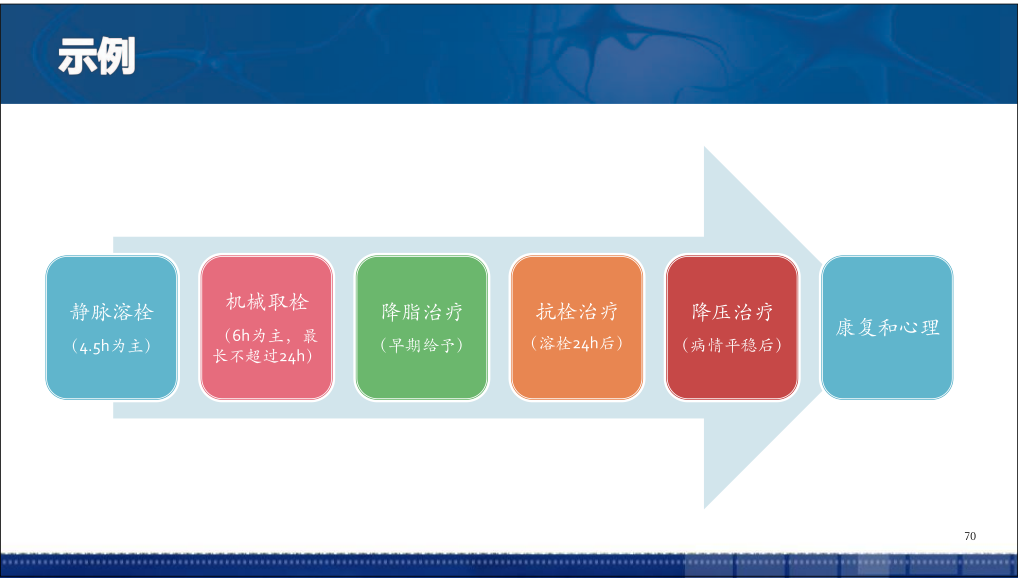 示例
静脉溶栓
（4.5h为主）
机械取栓
（6h为主，最
长不超过24h）
降脂治疗
（早期给予）
抗栓治疗
（溶栓24h后）
降压治疗
（病情平稳后）
康复和心理
70